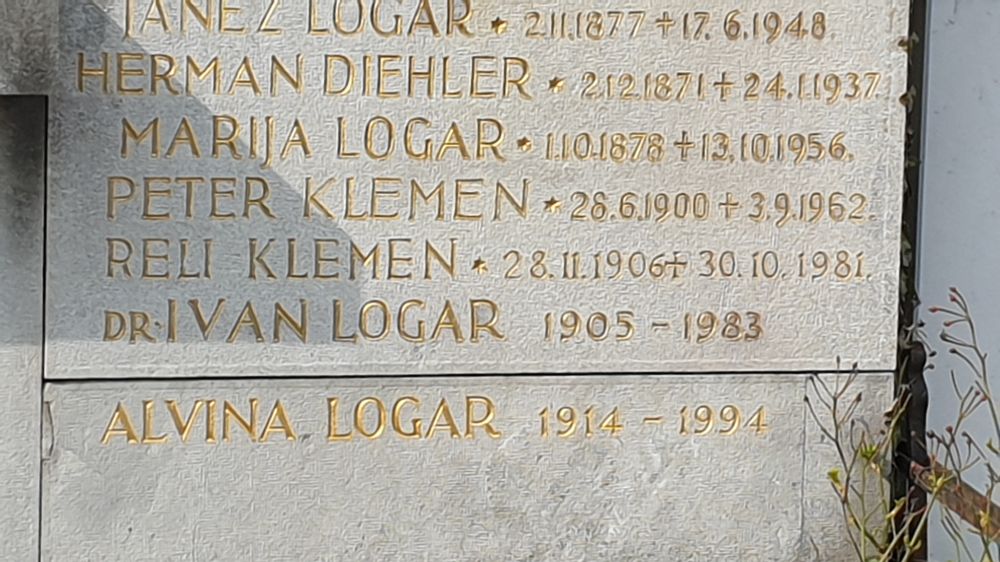 JANEZ LOGAR * 2.11.1877 + 17. 6.1948.
HERMAN DIEHLER * 2.12.1871 + 24.1.1937.
MARIJA LOGAR * 1.10.1878 + 13.10.1956.
PETER KLEMEN * 28.6.1900 + 3.9.1962.
RELI KLEMEN * 28.11.1906 + 30.10.1981.
DR. IVAN LOGAR 1905 - 1983
ALVINA LOGAR 1914 - 1994